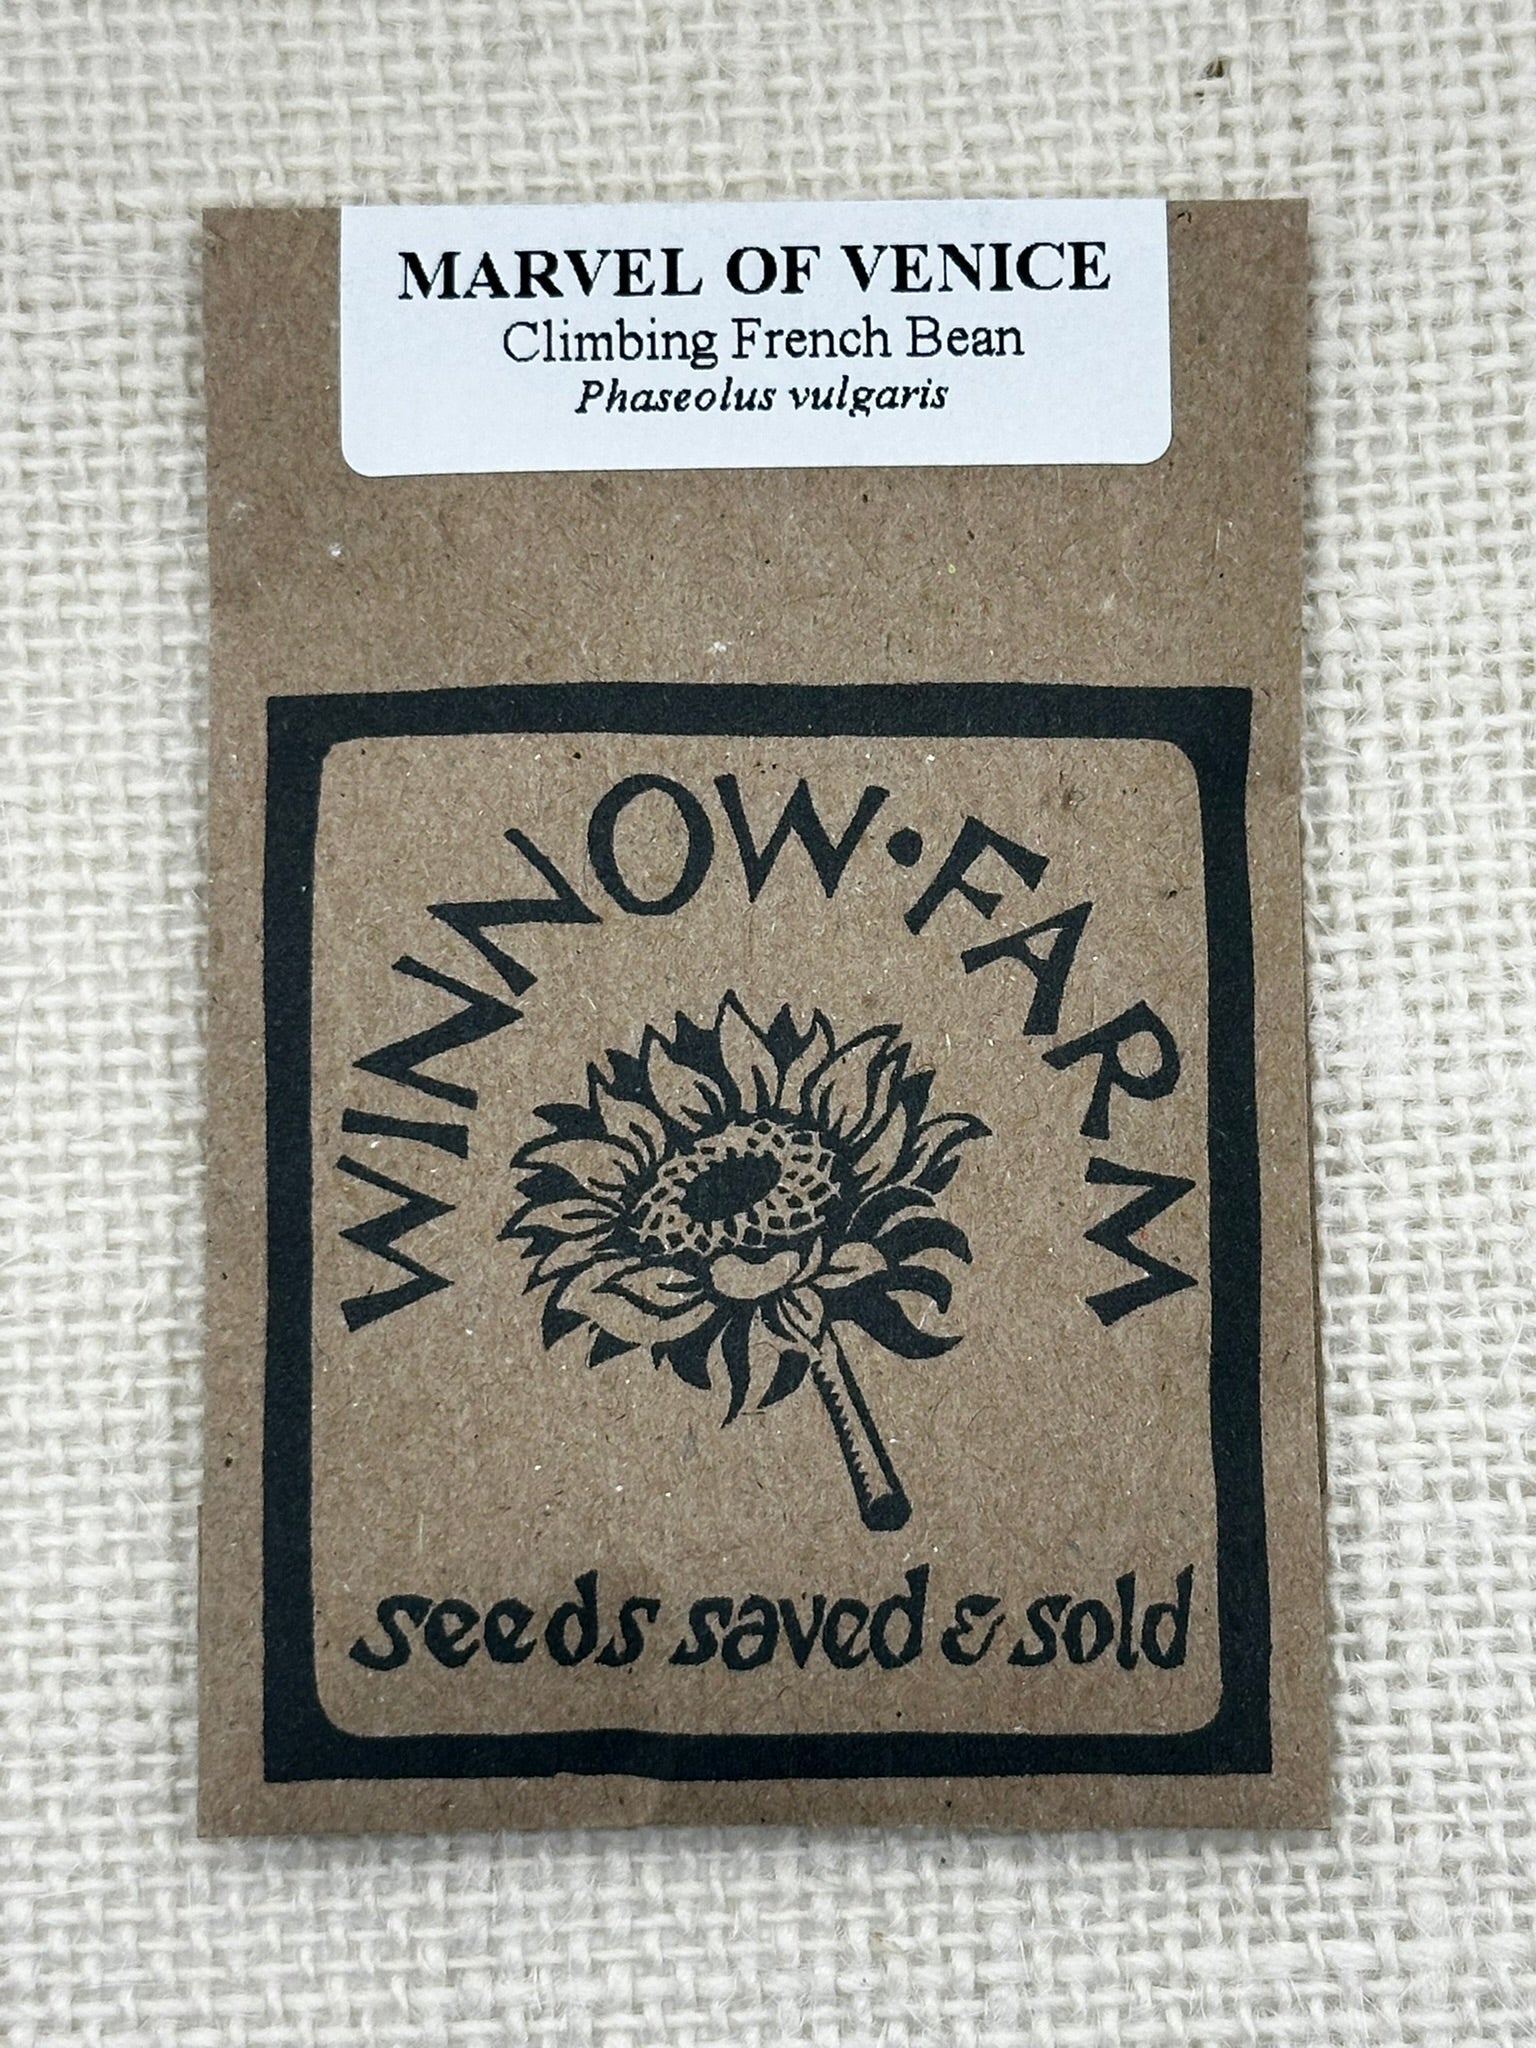 MARVEL OF VENICE
Climbing French Bean
Phaseolus vulgaris
WINNOW·FARM
seeds saved & sold